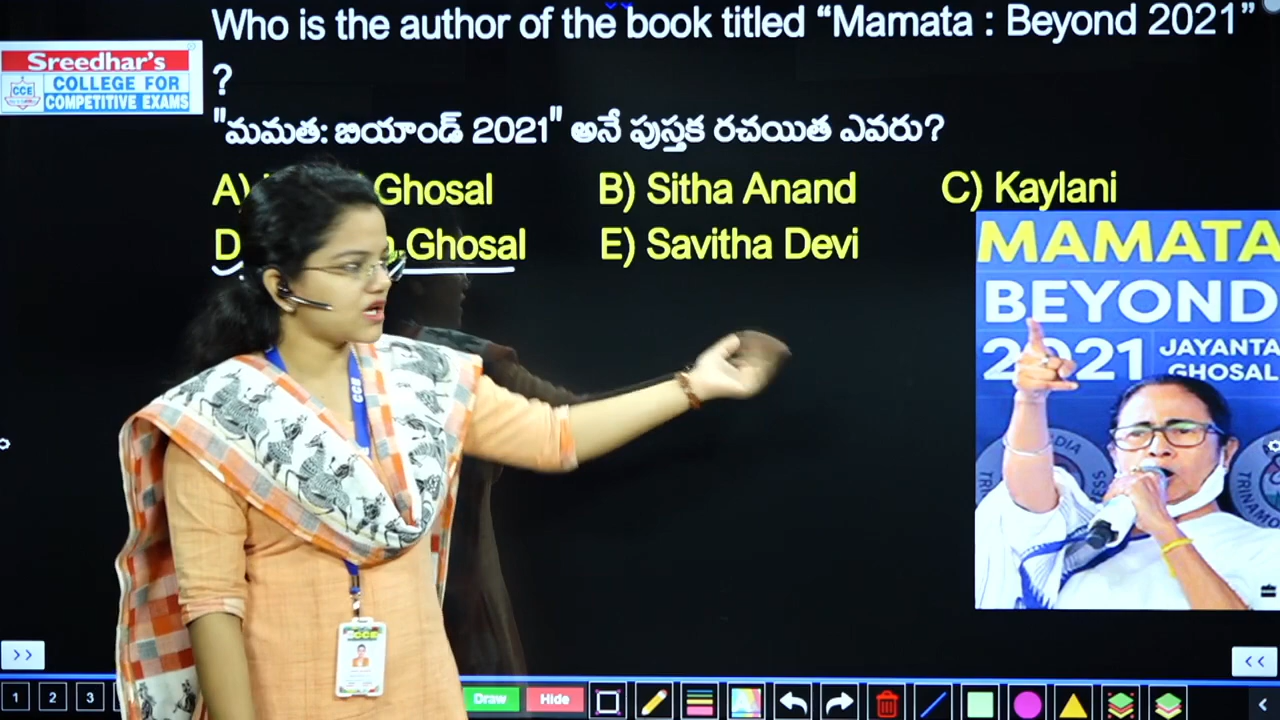 Who is the author of the book titled “Mamata : Beyond 2021”
?
Sreedhar's
COLLEGE FOR
CCE
COMPETITIVE EXAMS
"మమత: బియాండ్ 2021" అనే పుస్తక రచయిత ఎవరు?
A) Ghosal B) Sitha Anand C) Kaylani
D Ghosal E) Savitha Devi
MAMATA
BEYOND
2021 JAYANTA
GHOSAL
CCE
CCE
>> <<
1 2 3 Draw Hide <